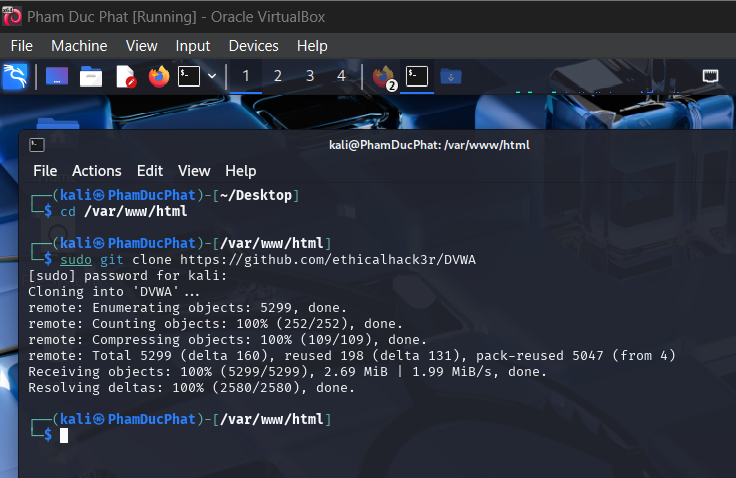 Pham Duc Phat [Running] - Oracle VirtualBox
File Machine View Input Devices Help
1 2 3 4 2
kali@PhamDucPhat: /var/www/html
File Actions Edit View Help
┌──(kali㉿PhamDucPhat)-[~/Desktop]
└─$ cd /var/www/html
┌──(kali㉿PhamDucPhat)-[/var/www/html]
└─$ sudo git clone https://github.com/ethicalhack3r/DVWA
[sudo] password for kali:
Cloning into 'DVWA'...
remote: Enumerating objects: 5299, done.
remote: Counting objects: 100% (252/252), done.
remote: Compressing objects: 100% (109/109), done.
remote: Total 5299 (delta 160), reused 198 (delta 131), pack-reused 5047 (from 4)
Receiving objects: 100% (5299/5299), 2.69 MiB | 1.99 MiB/s, done.
Resolving deltas: 100% (2580/2580), done.
┌──(kali㉿PhamDucPhat)-[/var/www/html]
└─$